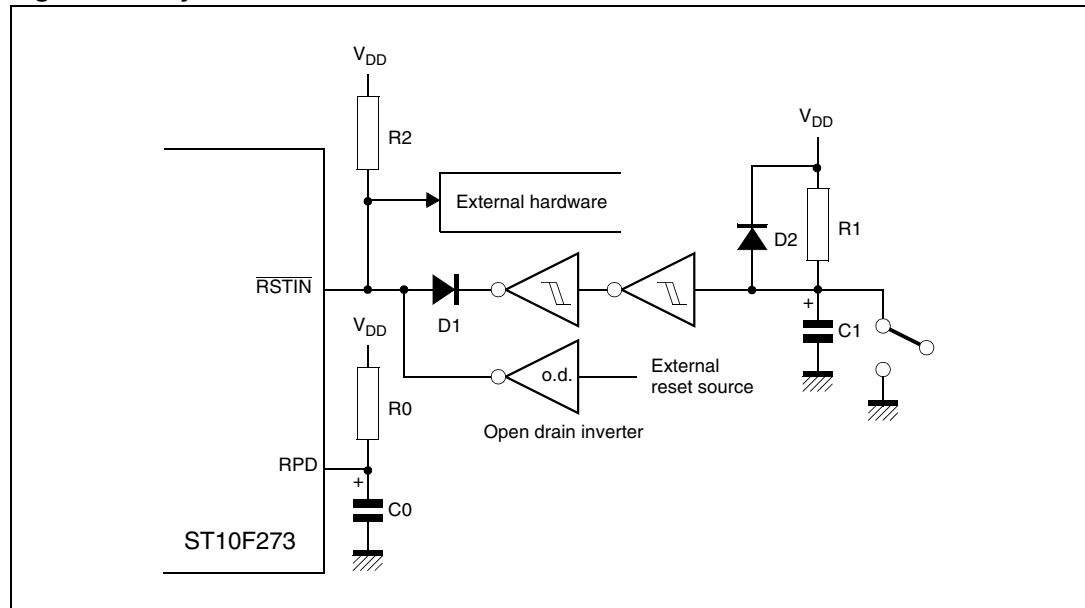 V_DD
R2
V_DD
External hardware
D2
R1
RSTIN
D1
+
C1
V_DD
o.d.
External
reset source
R0
Open drain inverter
RPD
+
C0
ST10F273